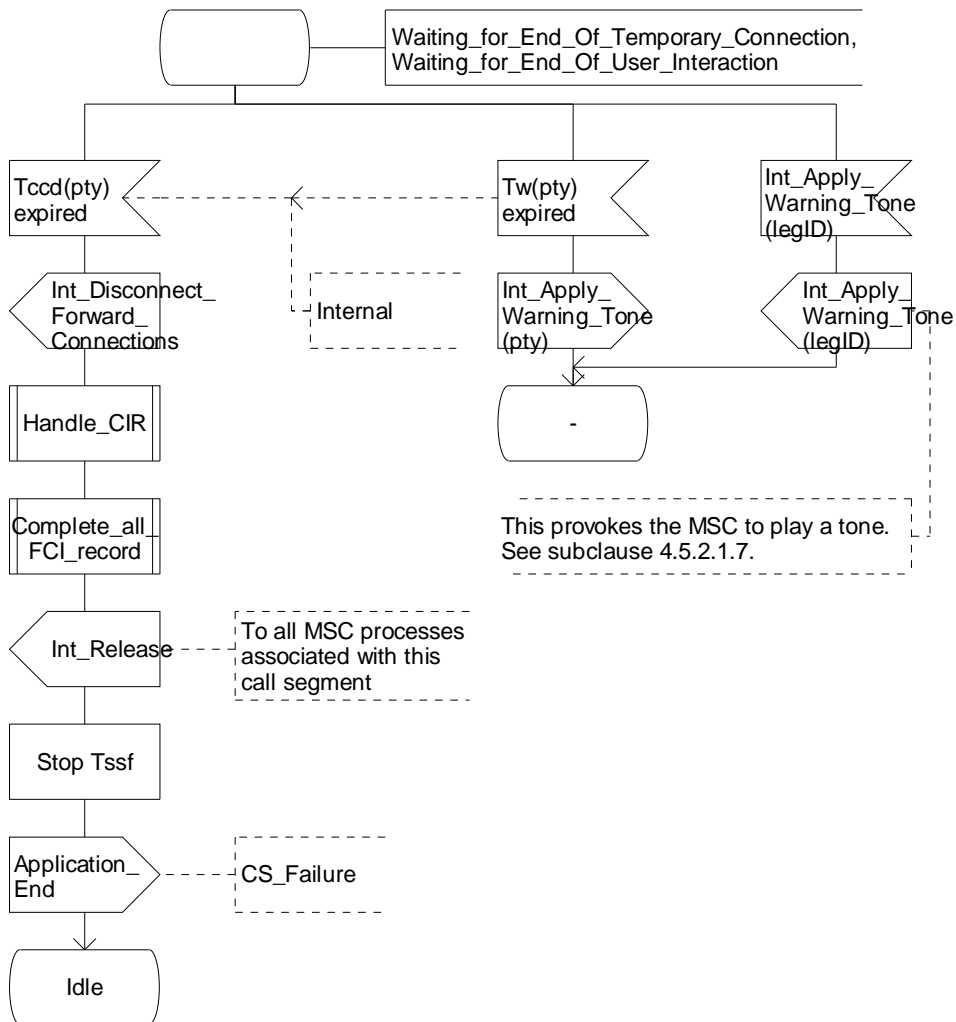 Waiting_for_End_Of_Temporary_Connection,
Waiting_for_End_Of_User_Interaction
Tccd(pty)
expired
Tw(pty)
expired
Int_Apply_
Warning_Tone
(legID)
Int_Disconnect_
Forward_
Connections
Internal
Int_Apply_
Warning_Tone
(pty)
Int_Apply_
Warning_Tone
(legID)
Handle_CIR
-
Complete_all_
FCI_record
This provokes the MSC to play a tone.
See subclause 4.5.2.1.7.
Int_Release
To all MSC processes
associated with this
call segment
Stop Tssf
Application_
End
CS_Failure
Idle